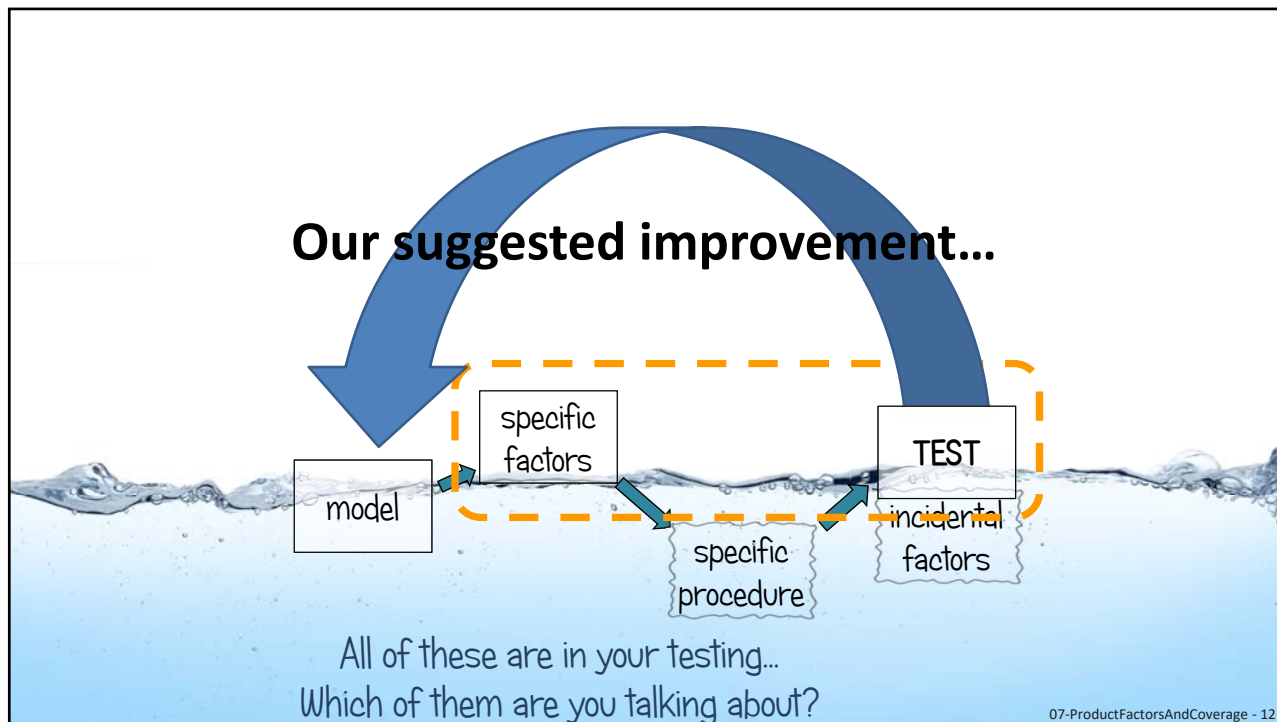 Our suggested improvement…
specific
factors
TEST
model
incidental
factors
specific
procedure
All of these are in your testing…
Which of them are you talking about?
07-ProductFactorsAndCoverage - 12